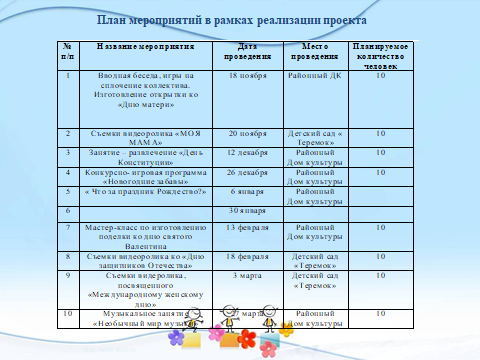 План мероприятий в рамках реализации проекта
№ Название мероприятия Дата Место Планируемое
п/п проведения проведения количество
человек
1 Вводная беседа, игры на 18 ноября Районный ДК 10
сплочение коллектива.
Изготовление открытки ко
«Дню матери»
2 Съемки видеоролика «МОЯ 20 ноября Детский сад « 10
МАМА» Теремок»
3 Занятие – развлечение «День 12 декабря Районный 10
Конституции» Дом культуры
4 Конкурсно- игровая программа 26 декабря Районный 10
«Новогодние забавы» Дом культуры
5 « Что за праздник Рождество?» 6 января Районный 10
Дом культуры
6 30 января
7 Мастер-класс по изготовлению 13 февраля Районный 10
поделки ко дню святого Дом культуры
Валентина
8 Съемки видеоролика ко «Дню 18 февраля Детский сад 10
защитников Отечества» «Теремок»
9 Съемки видеоролика, 3 марта Детский сад 10
посвященного «Теремок»
«Международному женскому
дню»
10 Музыкальное занятие марта Районный 10
«Необычный мир музыки» Дом культуры